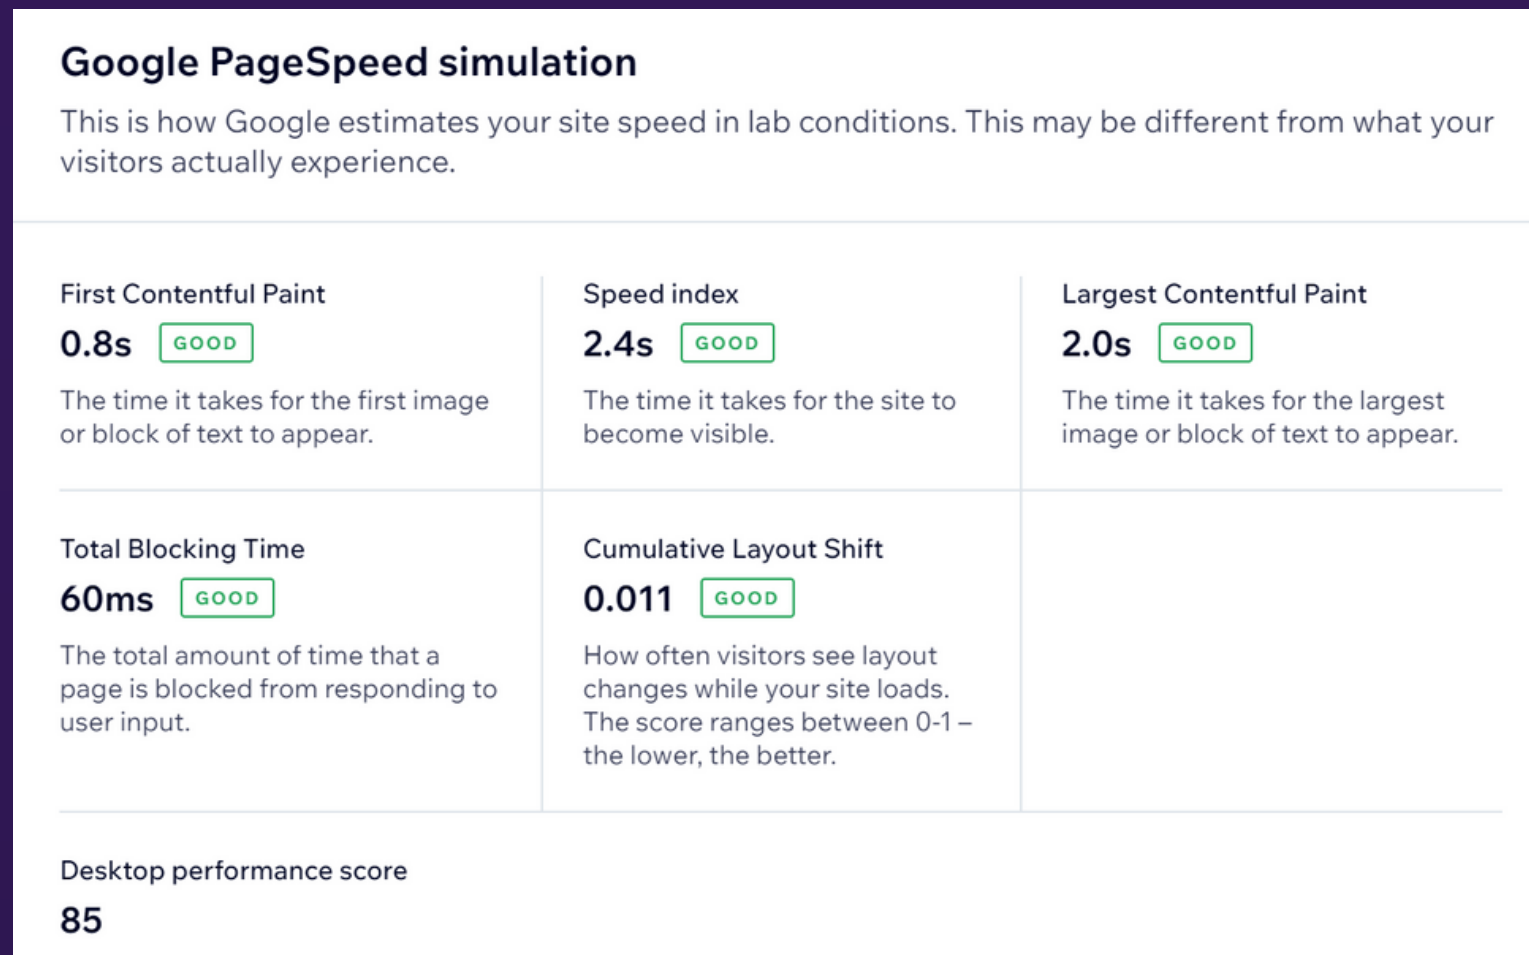 Google PageSpeed simulation
This is how Google estimates your site speed in lab conditions. This may be different from what your
visitors actually experience.
First Contentful Paint
0.8s GOOD
The time it takes for the first image
or block of text to appear.
Speed index
2.4s GOOD
The time it takes for the site to
become visible.
Largest Contentful Paint
2.0s GOOD
The time it takes for the largest
image or block of text to appear.
Total Blocking Time
60ms GOOD
The total amount of time that a
page is blocked from responding to
user input.
Cumulative Layout Shift
0.011 GOOD
How often visitors see layout
changes while your site loads.
The score ranges between 0-1 –
the lower, the better.
Desktop performance score
85